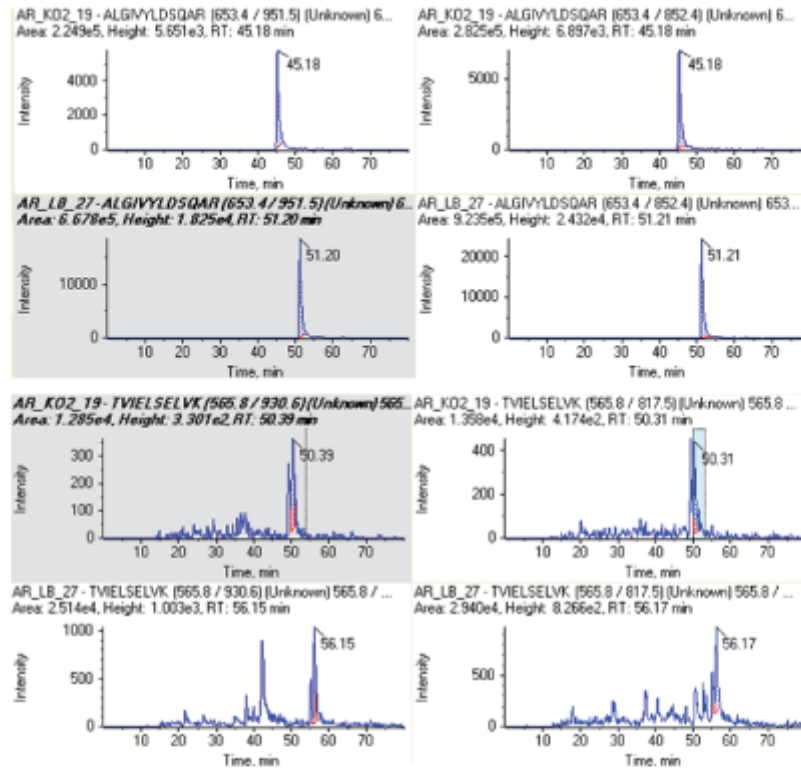 AR_KO2_19 - ALGIVYLDSQAR (653.4 / 951.5) (Unknown) 6...
Area: 2.249e5, Height: 5.651e3, RT: 45.18 min
45.18
4000
2000
0
Intensity
10 20 30 40 50 60 70
Time, min
AR_KO2_19 - ALGIVYLDSQAR (653.4 / 852.4) (Unknown) 6...
Area: 2.825e5, Height: 6.897e3, RT: 45.18 min
45.18
5000
0
Intensity
10 20 30 40 50 60 70
Time, min
AR_LB_27 - ALGIVYLDSQAR (653.4 / 951.5) (Unknown) 6...
Area: 6.678e5, Height: 1.825e4, RT: 51.20 min
51.20
10000
0
Intensity
10 20 30 40 50 60 70
Time, min
AR_LB_27 - ALGIVYLDSQAR (653.4 / 852.4) (Unknown) 653...
Area: 9.235e5, Height: 2.432e4, RT: 51.21 min
51.21
20000
10000
0
Intensity
10 20 30 40 50 60 70
Time, min
AR_KO2_19 - TVIELSELVK (565.8 / 930.6) (Unknown) 565...
Area: 1.285e4, Height: 3.301e2, RT: 50.39 min
50.39
300
200
100
0
Intensity
10 20 30 40 50 60 70
Time, min
AR_KO2_19 - TVIELSELVK (565.8 / 817.5) (Unknown) 565.8 ...
Area: 1.358e4, Height: 4.174e2, RT: 50.31 min
50.31
400
200
0
Intensity
10 20 30 40 50 60 70
Time, min
AR_LB_27 - TVIELSELVK (565.8 / 930.6) (Unknown) 565.8 / ...
Area: 2.514e4, Height: 1.003e3, RT: 56.15 min
56.15
1000
500
0
Intensity
10 20 30 40 50 60 70
Time, min
AR_LB_27 - TVIELSELVK (565.8 / 817.5) (Unknown) 565.8 / ...
Area: 2.940e4, Height: 8.266e2, RT: 56.17 min
56.17
500
0
Intensity
10 20 30 40 50 60 70
Time, min